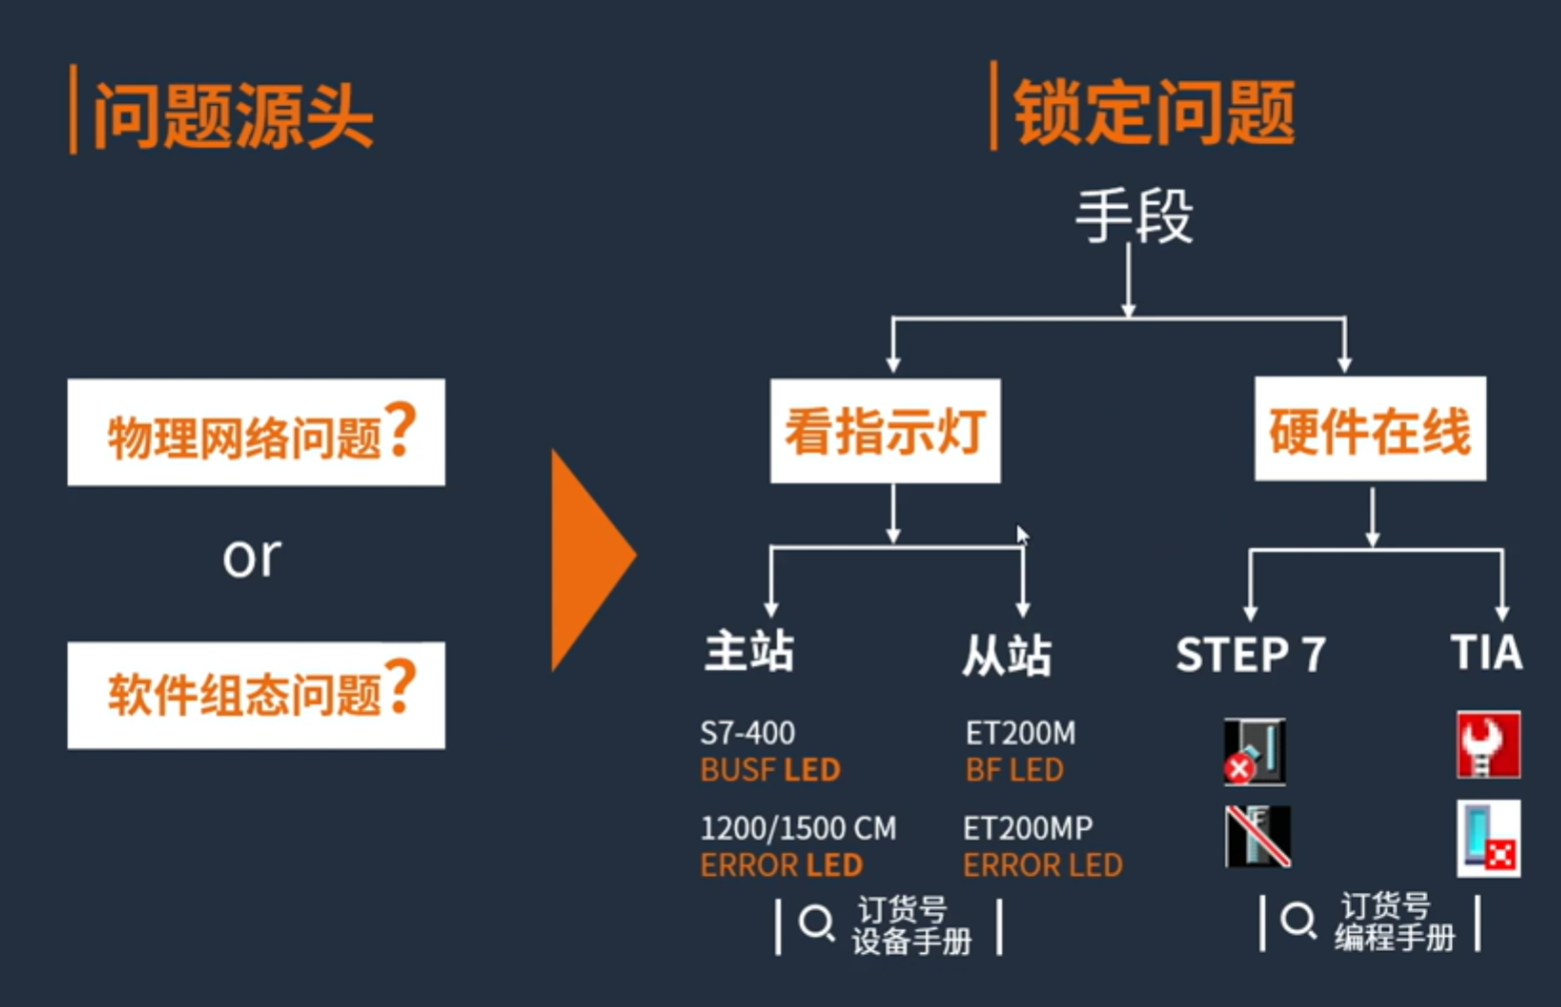 问题源头
物理网络问题?
or
软件组态问题?
锁定问题
手段
看指示灯
硬件在线
主站
从站
STEP 7
TIA
S7-400
BUSF LED
ET200M
BF LED
1200/1500 CM
ERROR LED
ET200MP
ERROR LED
订货号
设备手册
订货号
编程手册